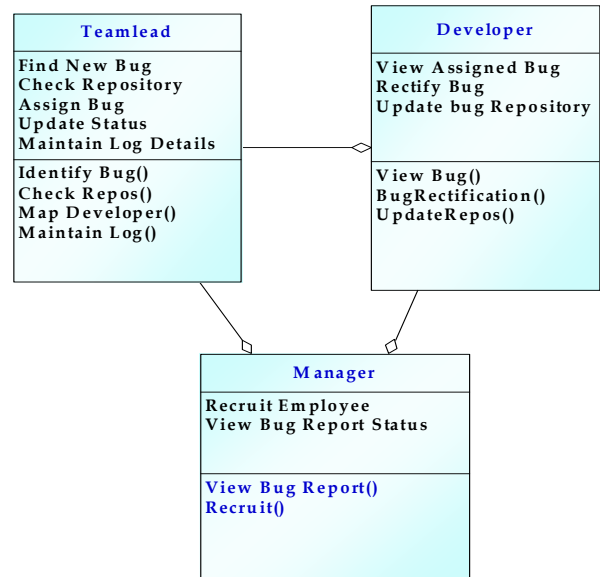 Teamlead
Find New Bug
Check Repository
Assign Bug
Update Status
Maintain Log Details
Identify Bug()
Check Repos()
Map Developer()
Maintain Log()
Developer
View Assigned Bug
Rectify Bug
Update bug Repository
View Bug()
BugRectification()
UpdateRepos()
Manager
Recruit Employee
View Bug Report Status
View Bug Report()
Recruit()